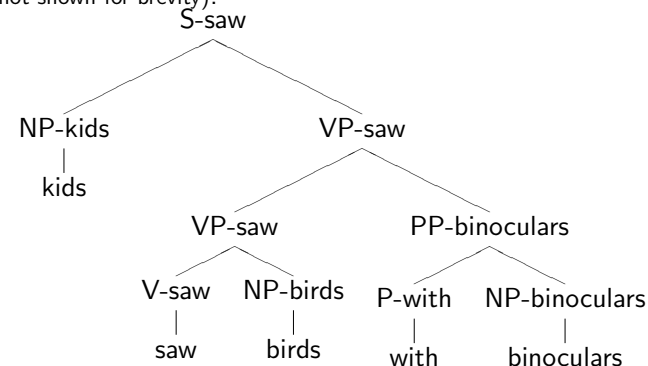 not shown for brevity):
S-saw
NP-kids VP-saw
kids
VP-saw PP-binoculars
V-saw NP-birds P-with NP-binoculars
saw birds with binoculars